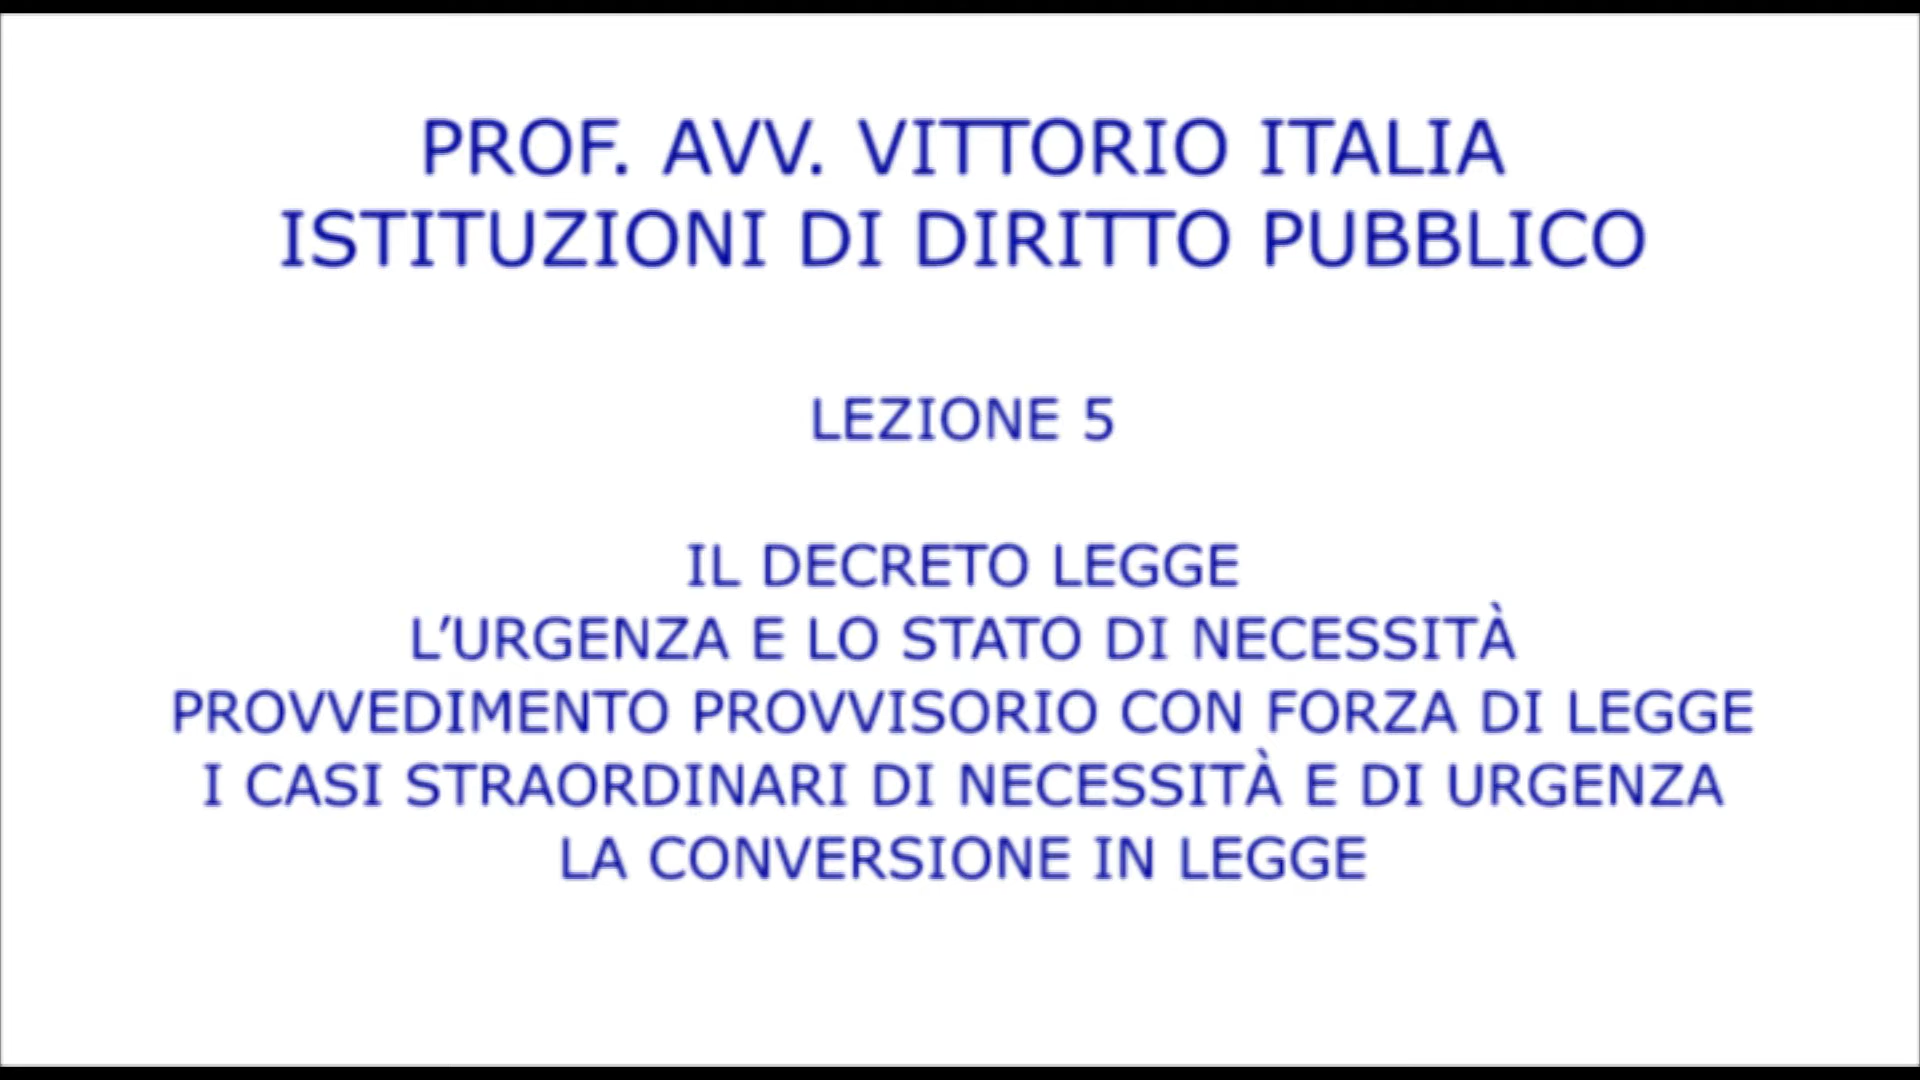 PROF. AVV. VITTORIO ITALIA
ISTITUZIONI DI DIRITTO PUBBLICO
LEZIONE 5
IL DECRETO LEGGE
L'URGENZA E LO STATO DI NECESSITÀ
PROVVEDIMENTO PROVVISORIO CON FORZA DI LEGGE
I CASI STRAORDINARI DI NECESSITÀ E DI URGENZA
LA CONVERSIONE IN LEGGE